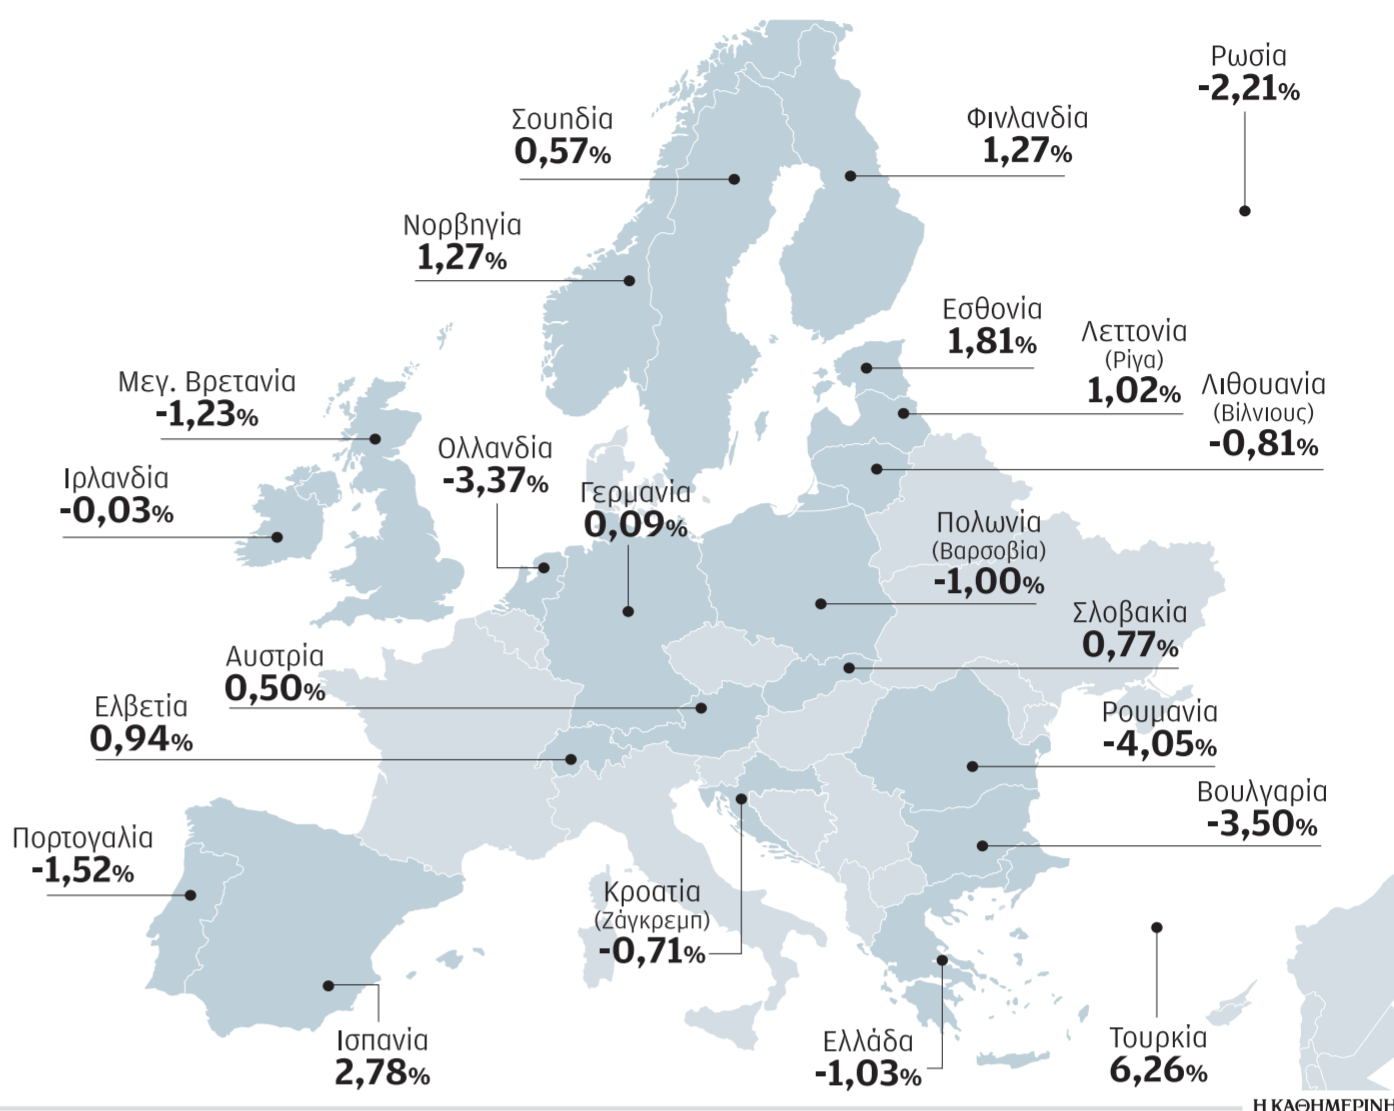 Ρωσία
-2,21%
Σουηδία
0,57%
Φινλανδία
1,27%
Νορβηγία
1,27%
Εσθονία
1,81%
Λεττονία
(Ρίγα)
1,02%
Λιθουανία
(Βίλνιους)
-0,81%
Μεγ. Βρετανία
-1,23%
Ολλανδία
-3,37%
Ιρλανδία
-0,03%
Γερμανία
0,09%
Πολωνία
(Βαρσοβία)
-1,00%
Σλοβακία
0,77%
Αυστρία
0,50%
Ελβετία
0,94%
Ρουμανία
-4,05%
Βουλγαρία
-3,50%
Πορτογαλία
-1,52%
Κροατία
(Ζάγκρεμπ)
-0,71%
Ισπανία
2,78%
Ελλάδα
-1,03%
Τουρκία
6,26%
Η ΚΑΘΗΜΕΡΙΝΗ